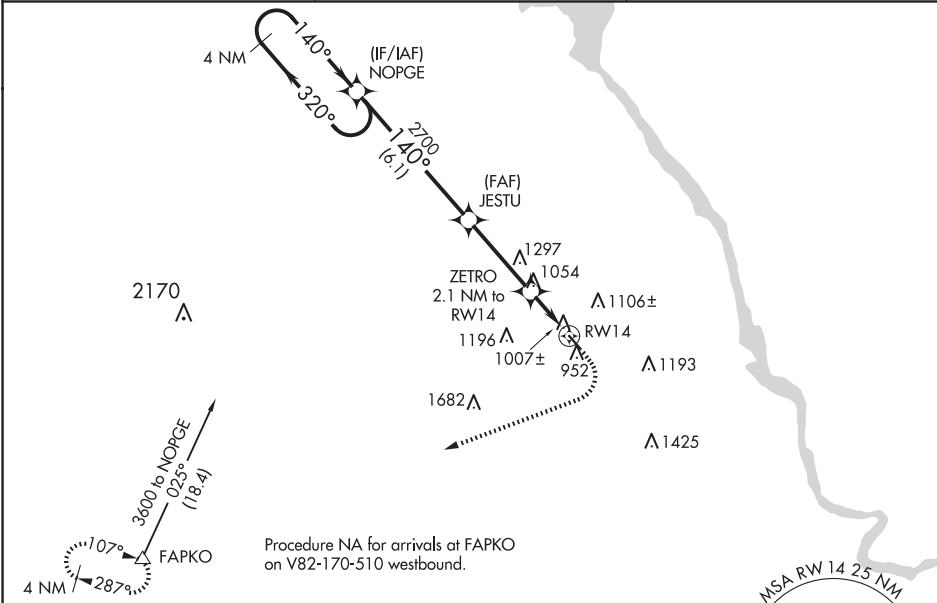 4 NM
140°
320°
(IF/IAF)
NOPGE
2700
140°
(6.1)
(FAF)
JESTU
1297
1054
ZETRO
2.1 NM to
RW14
1106±
RW14
1196
1007±
952
1193
2170
1682
1425
3600 to NOPGE
025°
(18.4)
107°
FAPKO
287°
4 NM
Procedure NA for arrivals at FAPKO
on V82-170-510 westbound.
MSA RW 14 25 NM